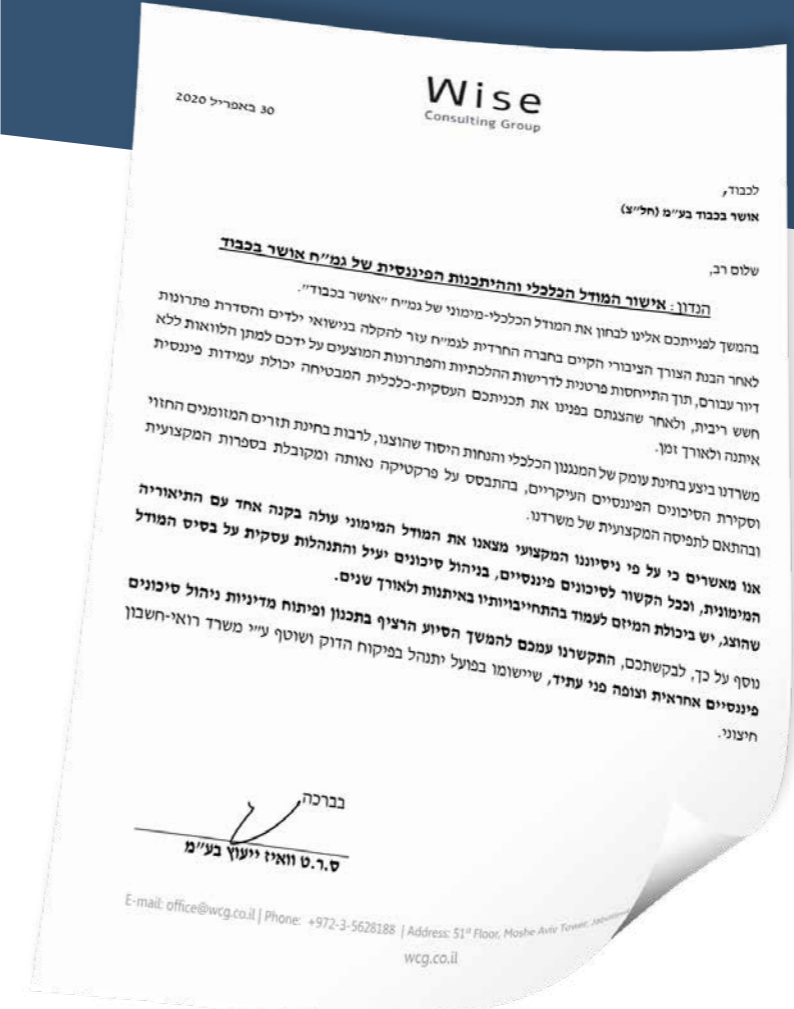 Wise
Consulting Group
30 באפריל 2020
לכבוד,
אושר בכבוד בע״מ (חל״צ)
שלום רב,
הנדון: אישור המודל הכלכלי וההיתכנות הפיננסית של גמ״ח אושר בכבוד
בהמשך לפנייתכם אלינו לבחון את המודל הכלכלי-מימוני של גמ״ח ״אושר בכבוד״.
לאחר הבנת הצורך הציבורי הקיים בחברה החרדית לגמ״ח עזר להקלה בנישואי ילדים והסדרת פתרונות
דיור עבורם, תוך התייחסות פרטנית לדרישות ההלכתיות והפתרונות המוצעים על ידכם למתן הלוואות ללא
חשש ריבית, ולאחר שהצגתם בפנינו את תכניתכם העסקית-כלכלית המבטיחה יכולת עמידות פיננסית
איתנה ולאורך זמן.
משרדנו ביצע בחינת עומק של המנגנון הכלכלי והנחות היסוד שהוצגו, לרבות בחינת תזרים המזומנים החזוי
וסקירת הסיכונים הפיננסיים העיקריים, בהתבסס על פרקטיקה נאותה ומקובלת בספרות המקצועית
ובהתאם לתפיסה המקצועית של משרדנו.
אנו מאשרים כי על פי ניסיוננו המקצועי מצאנו את המודל המימוני עולה בקנה אחד עם התיאוריה
המימונית, וככל הקשור לסיכונים פיננסיים, בניהול סיכונים יעיל והתנהלות עסקית על בסיס המודל
שהוצג, יש ביכולת המיזם לעמוד בהתחייבויותיו באיתנות ולאורך שנים.
נוסף על כך, לבקשתכם, התקשרנו עמכם להמשך הסיוע הרציף בתכנון ופיתוח מדיניות ניהול סיכונים
פיננסיים אחראית וצופה פני עתיד, שיישומו בפועל יתנהל בפיקוח הדוק ושוטף ע״י משרד רואי-חשבון
חיצוני.
בברכה
ס.ר.ט וואיז ייעוץ בע״מ
E-mail: office@wcg.co.il | Phone: +972-3-5628188 | Address: 51st Floor, Moshe Aviv Tower,
wcg.co.il